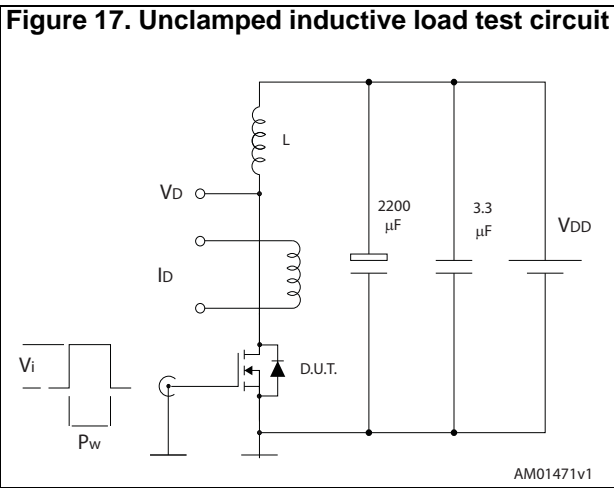 Figure 17. Unclamped inductive load test circuit
L
VD
2200
µF
3.3
µF
VDD
ID
Vi
D.U.T.
Pw
AM01471v1